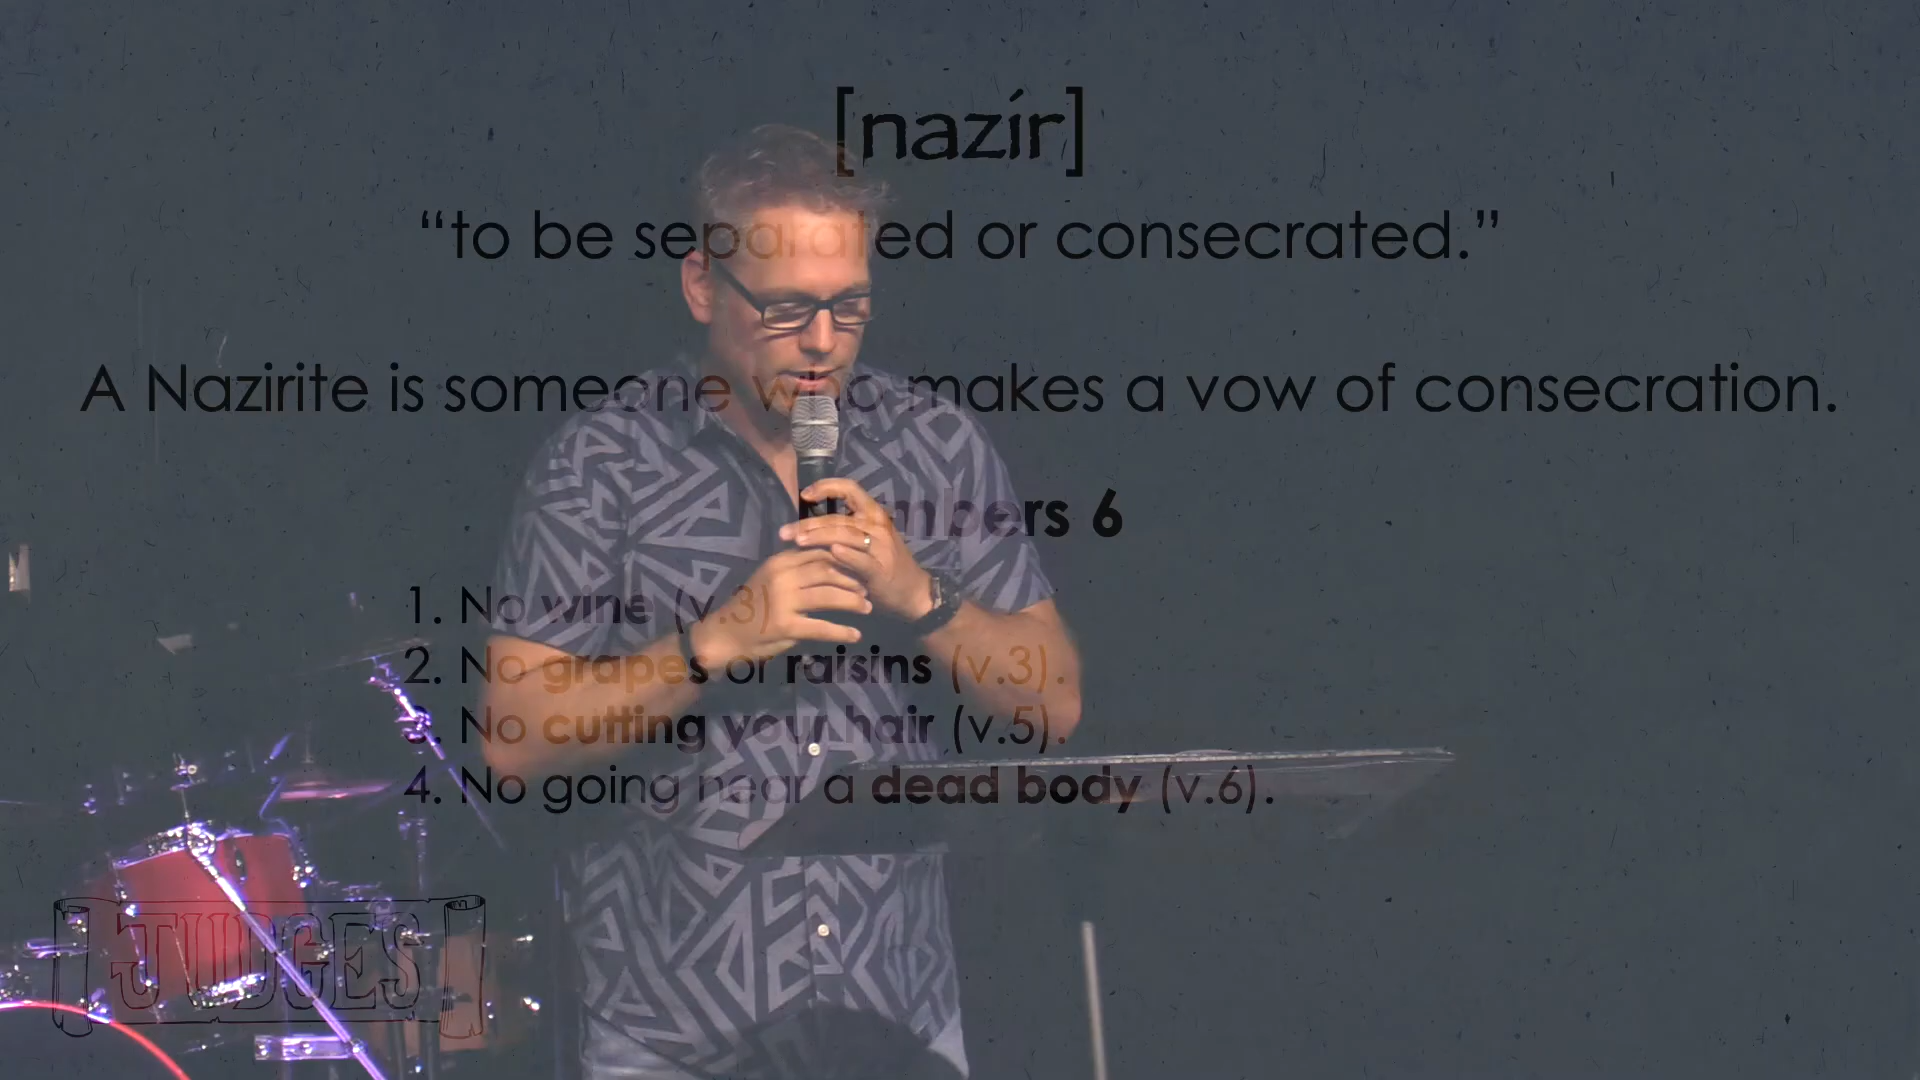 [nazír]
“to be separated or consecrated.”
A Nazirite is someone who makes a vow of consecration.
Numbers 6
1. No wine (v.3)
2. No grapes or raisins (v.3).
3. No cutting your hair (v.5).
4. No going near a dead body (v.6).
JUDGES